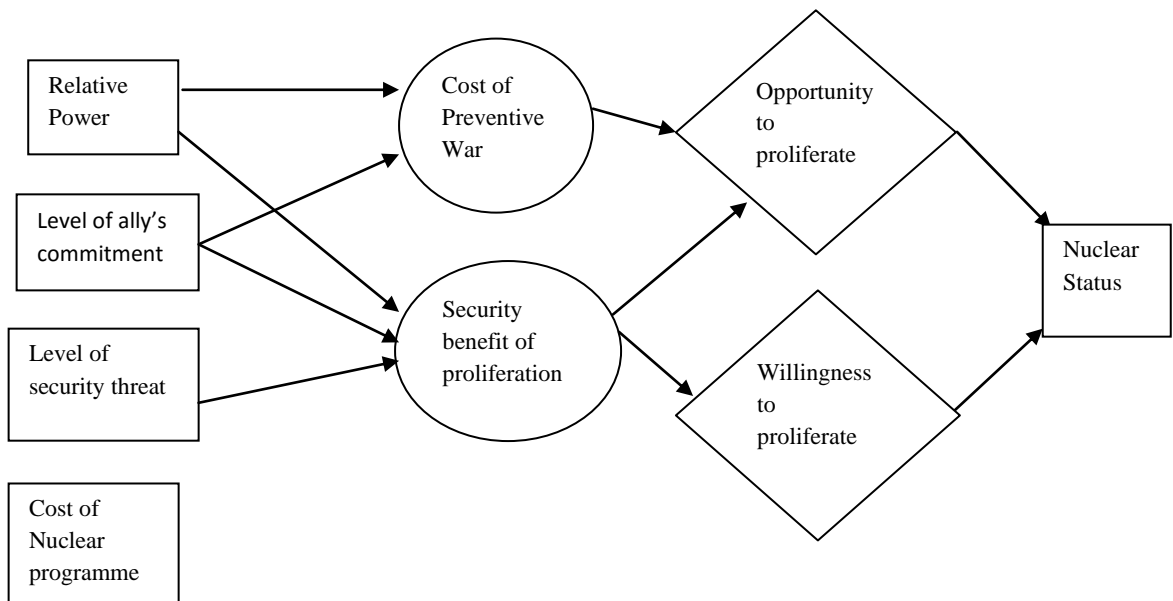 Relative
Power
Level of ally’s
commitment
Level of
security threat
Cost of
Nuclear
programme
Cost of
Preventive
War
Security
benefit of
proliferation
Opportunity
to
proliferate
Willingness
to
proliferate
Nuclear
Status